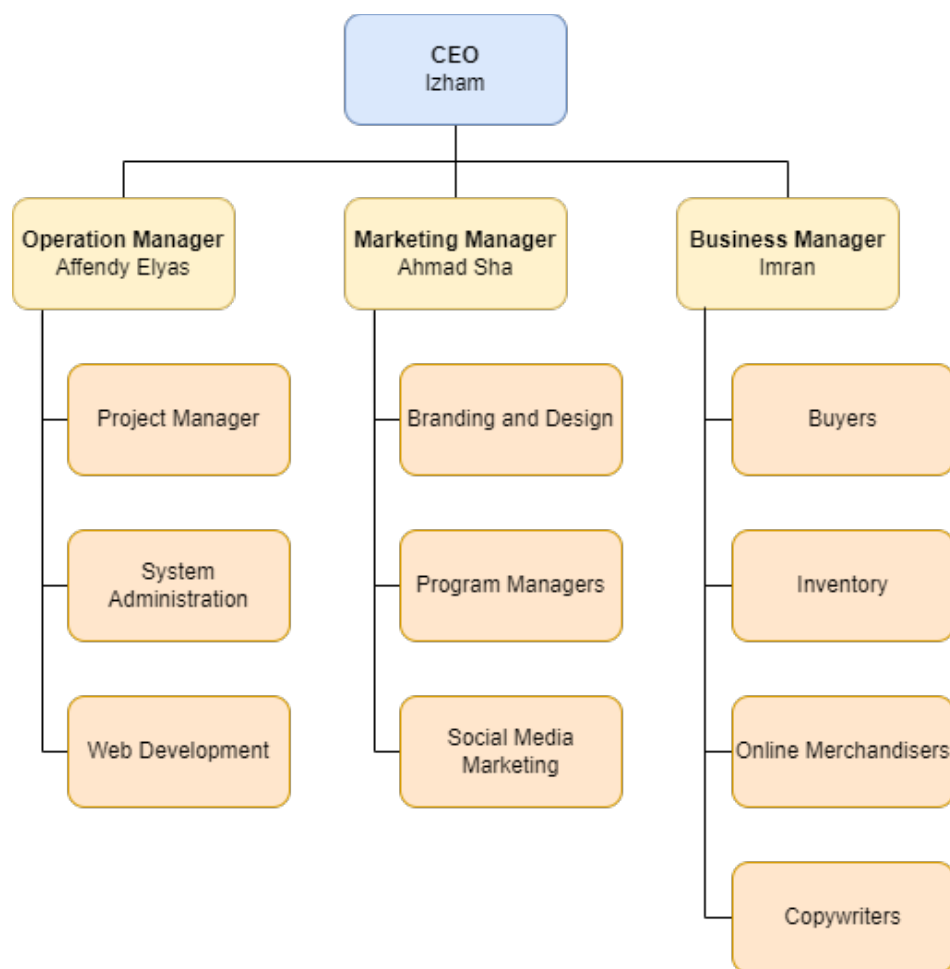 CEO
Izham
Operation Manager
Affendy Elyas
Marketing Manager
Ahmad Sha
Business Manager
Imran
Project Manager
System
Administration
Web Development
Branding and Design
Program Managers
Social Media
Marketing
Buyers
Inventory
Online Merchandisers
Copywriters